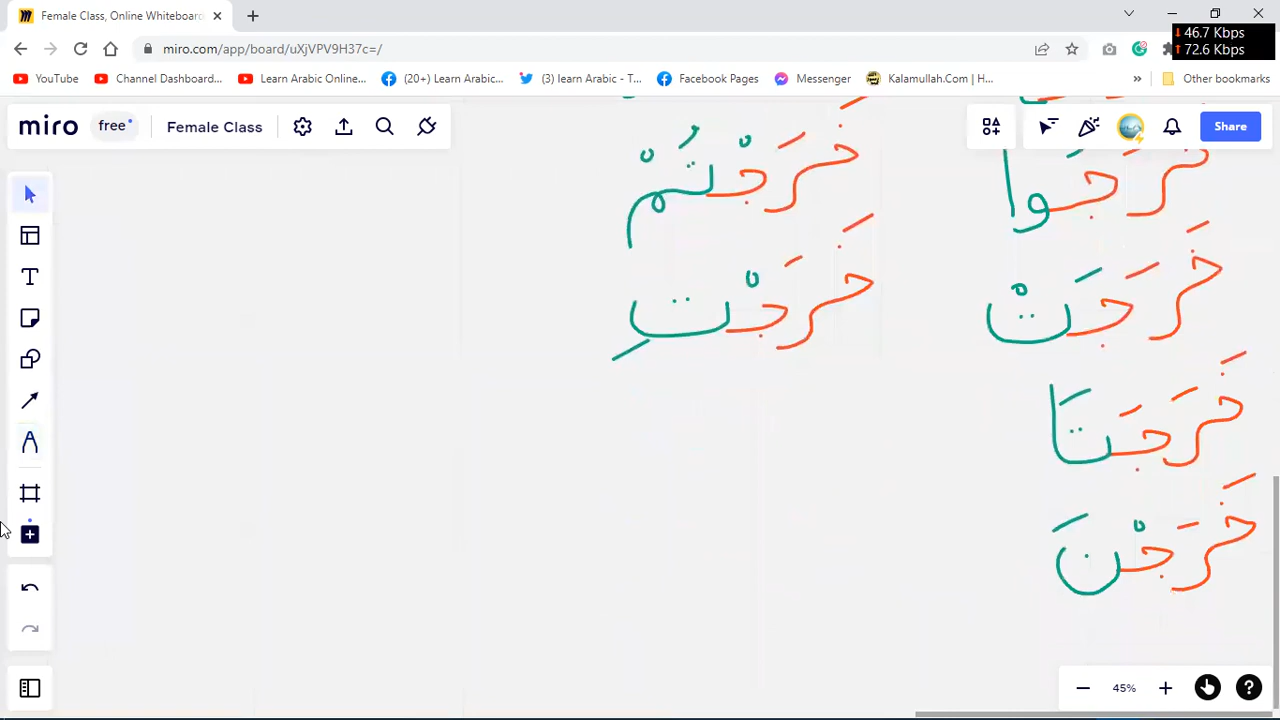 Female Class, Online Whiteboard
46.7 Kbps
72.6 Kbps
miro.com/app/board/uXjVPV9H37c=/
YouTube
Channel Dashboard...
Learn Arabic Online...
(20+) Learn Arabic...
(3) learn Arabic - T...
Facebook Pages
Messenger
Kalamullah.Com | H...
»
Other bookmarks
miro
free
Female Class
Share
خَرَجُوا
خَرَجْتُم
خَرَجَتْ
خَرَجْتِ
خَرَجَتَا
خَرَجْنَ
45%